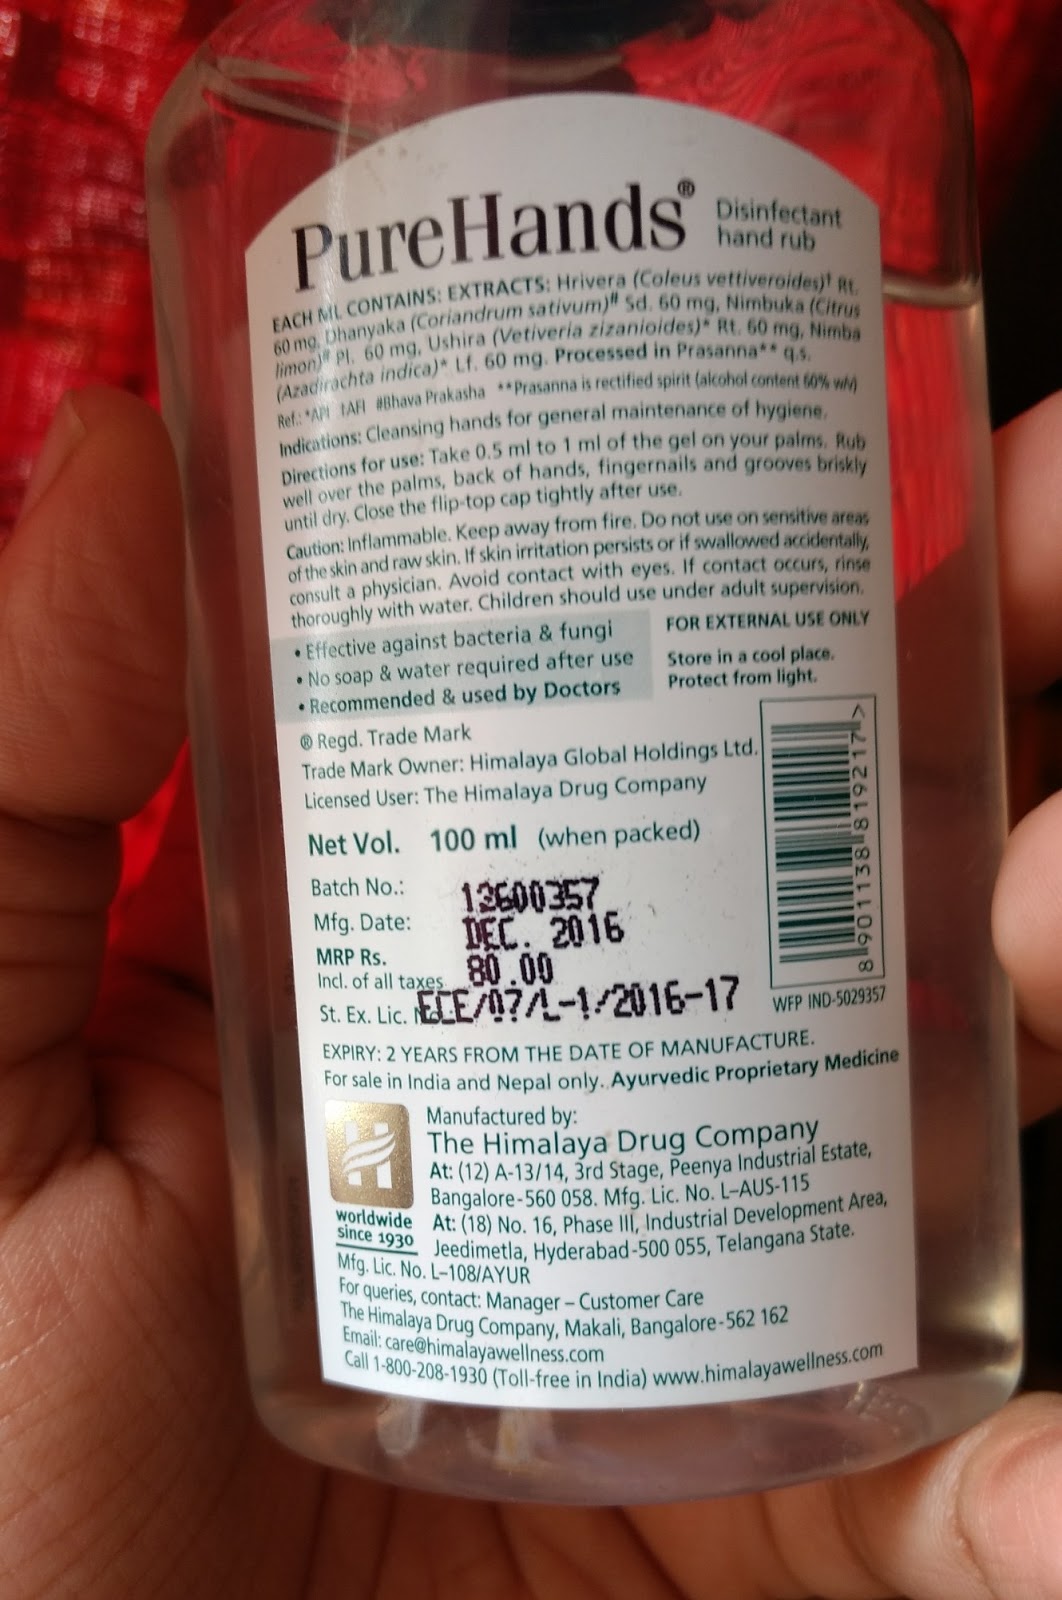 PureHands® Disinfectant
hand rub
EACH ML CONTAINS: EXTRACTS: Hrivera (Coleus vettiveroides)† Rt.
60 mg, Dhanyaka (Coriandrum sativum)# Sd. 60 mg, Nimbuka (Citrus
limon)# Pl. 60 mg, Ushira (Vetiveria zizanioides)* Rt. 60 mg, Nimba
(Azadirachta indica)* Lf. 60 mg. Processed in Prasanna** q.s.
Ref.: *API †AFI #Bhava Prakasha **Prasanna is rectified spirit (alcohol content 60% w/v)
Indications: Cleansing hands for general maintenance of hygiene.
Directions for use: Take 0.5 ml to 1 ml of the gel on your palms. Rub
well over the palms, back of hands, fingernails and grooves briskly
until dry. Close the flip-top cap tightly after use.
Caution: Inflammable. Keep away from fire. Do not use on sensitive areas
of the skin and raw skin. If skin irritation persists or if swallowed accidentally,
consult a physician. Avoid contact with eyes. If contact occurs, rinse
thoroughly with water. Children should use under adult supervision.
• Effective against bacteria & fungi
• No soap & water required after use
• Recommended & used by Doctors
FOR EXTERNAL USE ONLY
Store in a cool place.
Protect from light.
® Regd. Trade Mark
Trade Mark Owner: Himalaya Global Holdings Ltd.
Licensed User: The Himalaya Drug Company
Net Vol. 100 ml (when packed)
Batch No.: 12600357
Mfg. Date: DEC. 2016
MRP Rs. 80.00
Incl. of all taxes
St. Ex. Lic. ECE/07/L-1/2016-17
8 901138 819217 >
WFP IND-5029357
EXPIRY: 2 YEARS FROM THE DATE OF MANUFACTURE.
For sale in India and Nepal only. Ayurvedic Proprietary Medicine
Manufactured by:
The Himalaya Drug Company
At: (12) A-13/14, 3rd Stage, Peenya Industrial Estate,
Bangalore-560 058. Mfg. Lic. No. L–AUS-115
At: (18) No. 16, Phase III, Industrial Development Area,
Jeedimetla, Hyderabad-500 055, Telangana State.
worldwide
since 1930
Mfg. Lic. No. L–108/AYUR
For queries, contact: Manager – Customer Care
The Himalaya Drug Company, Makali, Bangalore-562 162
Email: care@himalayawellness.com
Call 1-800-208-1930 (Toll-free in India) www.himalayawellness.com